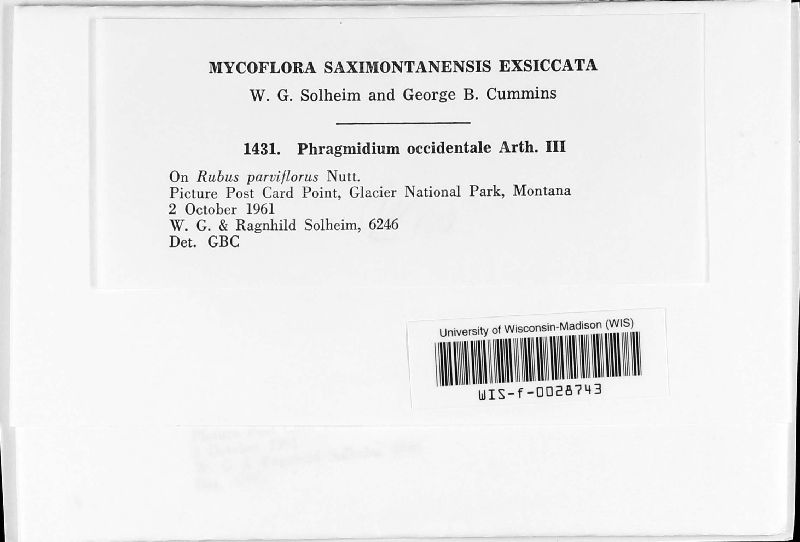 MYCOFLORA SAXIMONTANENSIS EXSICCATA
W. G. Solheim and George B. Cummins
1431. Phragmidium occidentale Arth. III
On Rubus parviflorus Nutt.
Picture Post Card Point, Glacier National Park, Montana
2 October 1961
W. G. & Ragnhild Solheim, 6246
Det. GBC
University of Wisconsin-Madison (WIS)
WIS-f-0028743